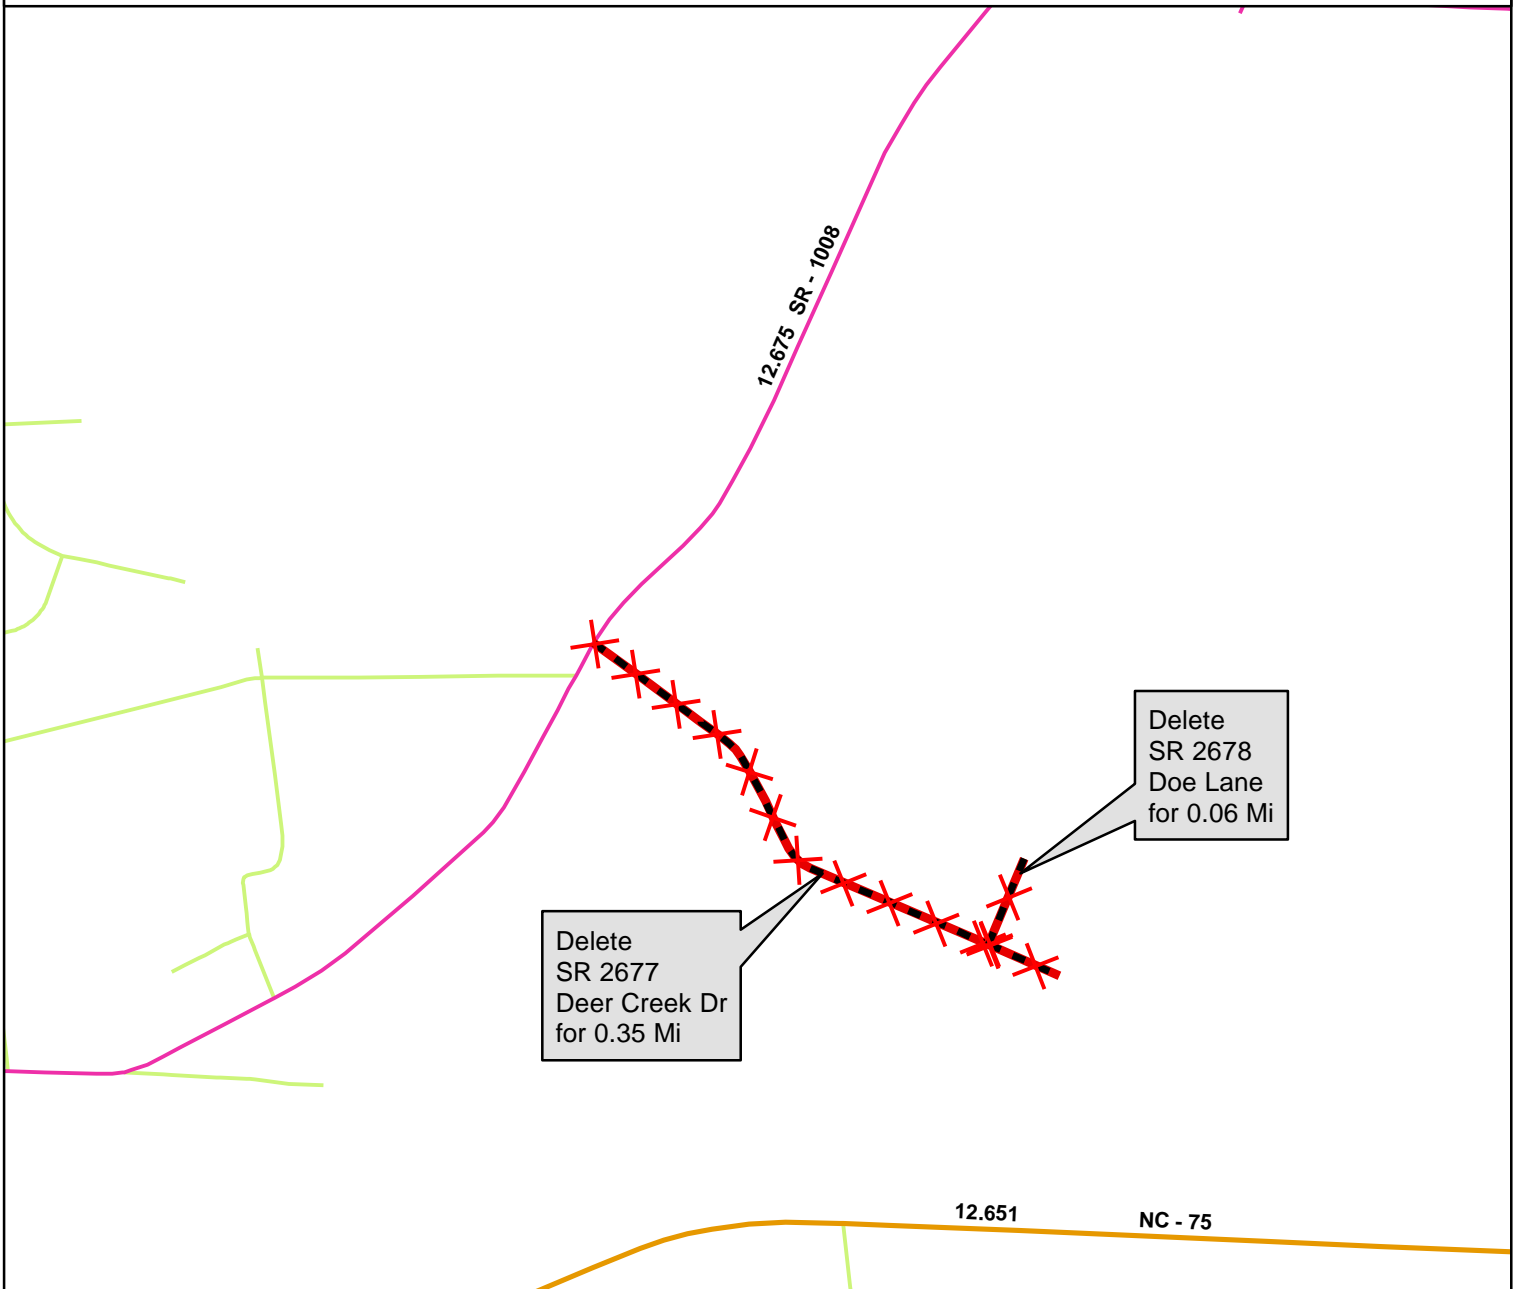 12.675 SR - 1008
Delete
SR 2678
Doe Lane
for 0.06 Mi
Delete
SR 2677
Deer Creek Dr
for 0.35 Mi
12.651 NC - 75